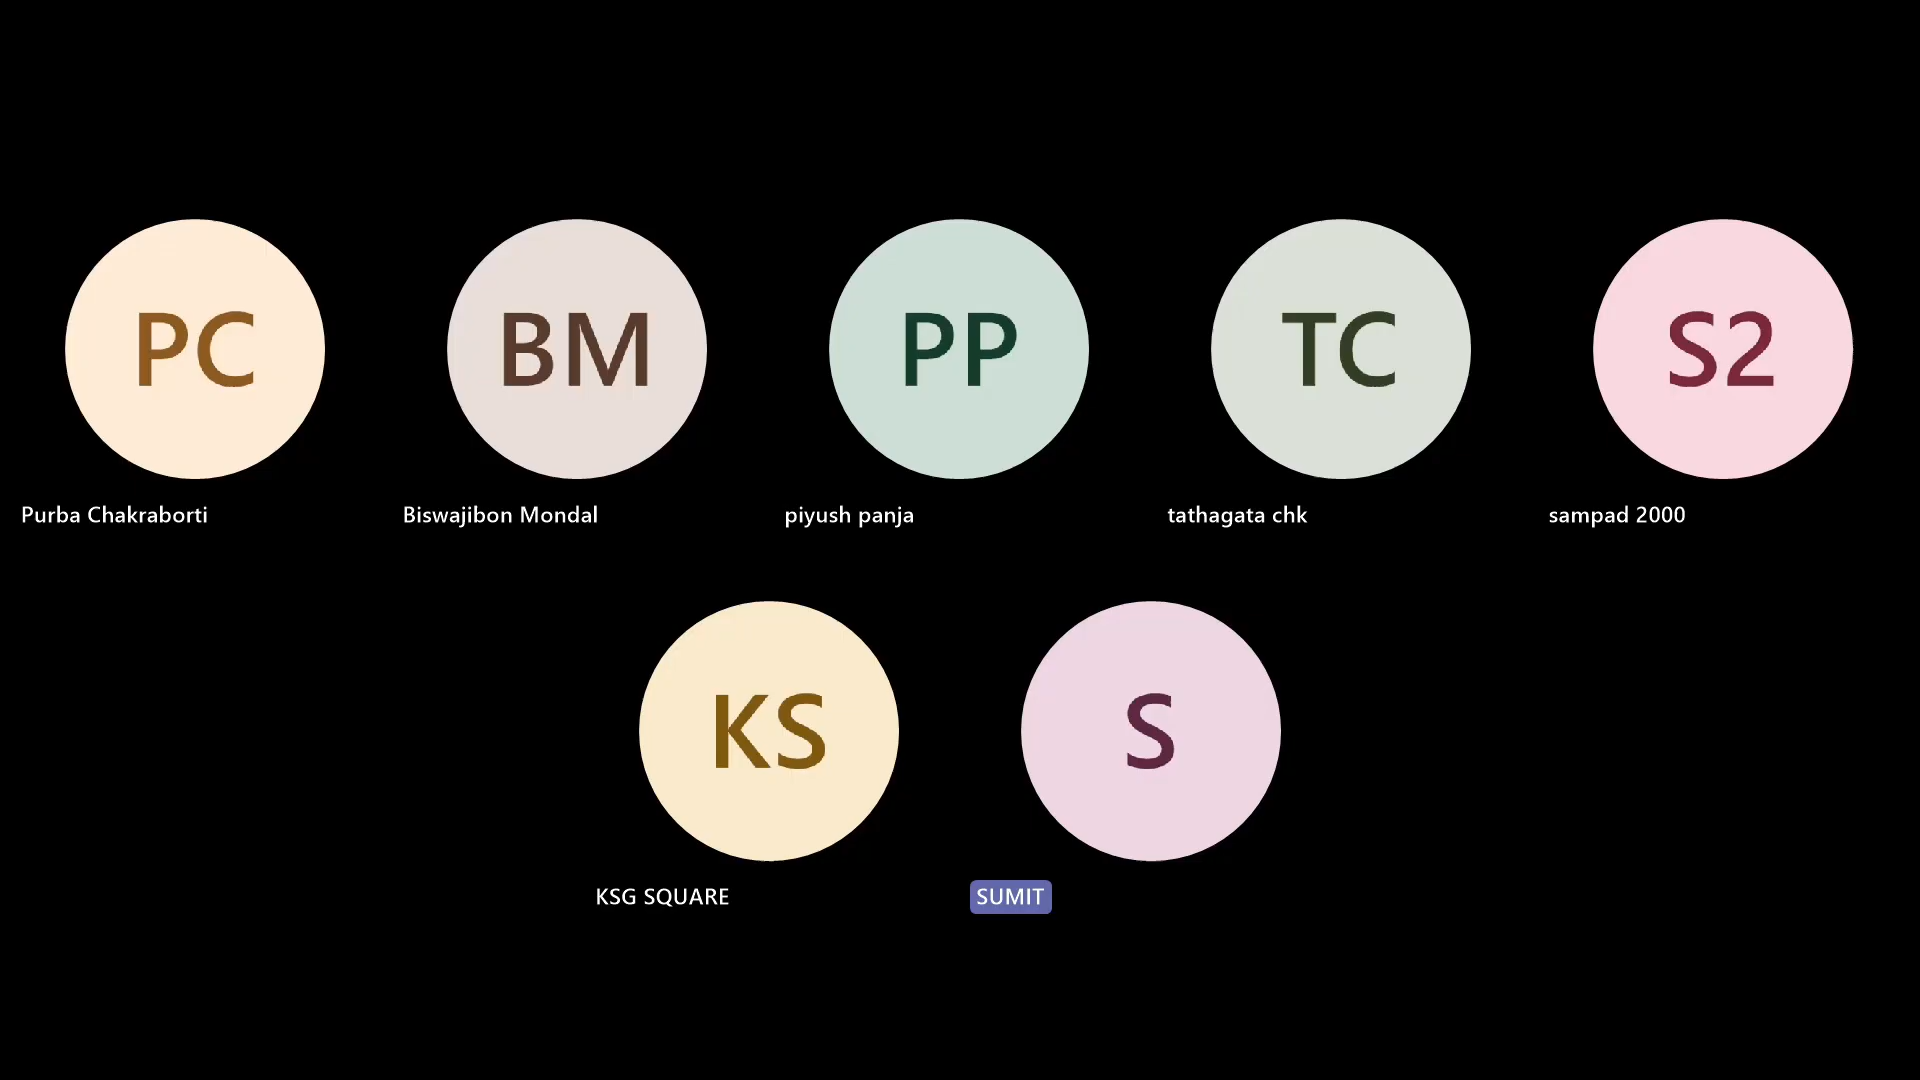 PC
BM
PP
TC
S2
Purba Chakraborti
Biswajibon Mondal
piyush panja
tathagata chk
sampad 2000
KS
S
KSG SQUARE
SUMIT